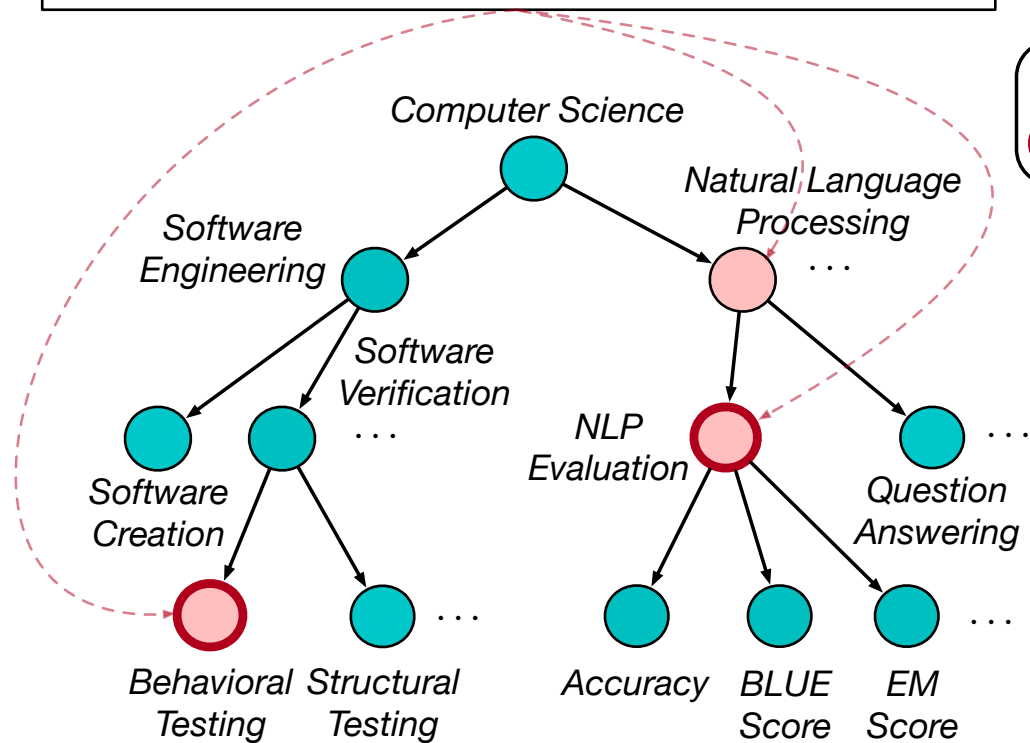 Computer Science
Natural Language
Processing
Software
Engineering
...
Software
Verification
...
NLP
Evaluation
...
Software
Creation
Question
Answering
...
...
Behavioral
Testing
Structural
Testing
Accuracy
BLUE
Score
EM
Score